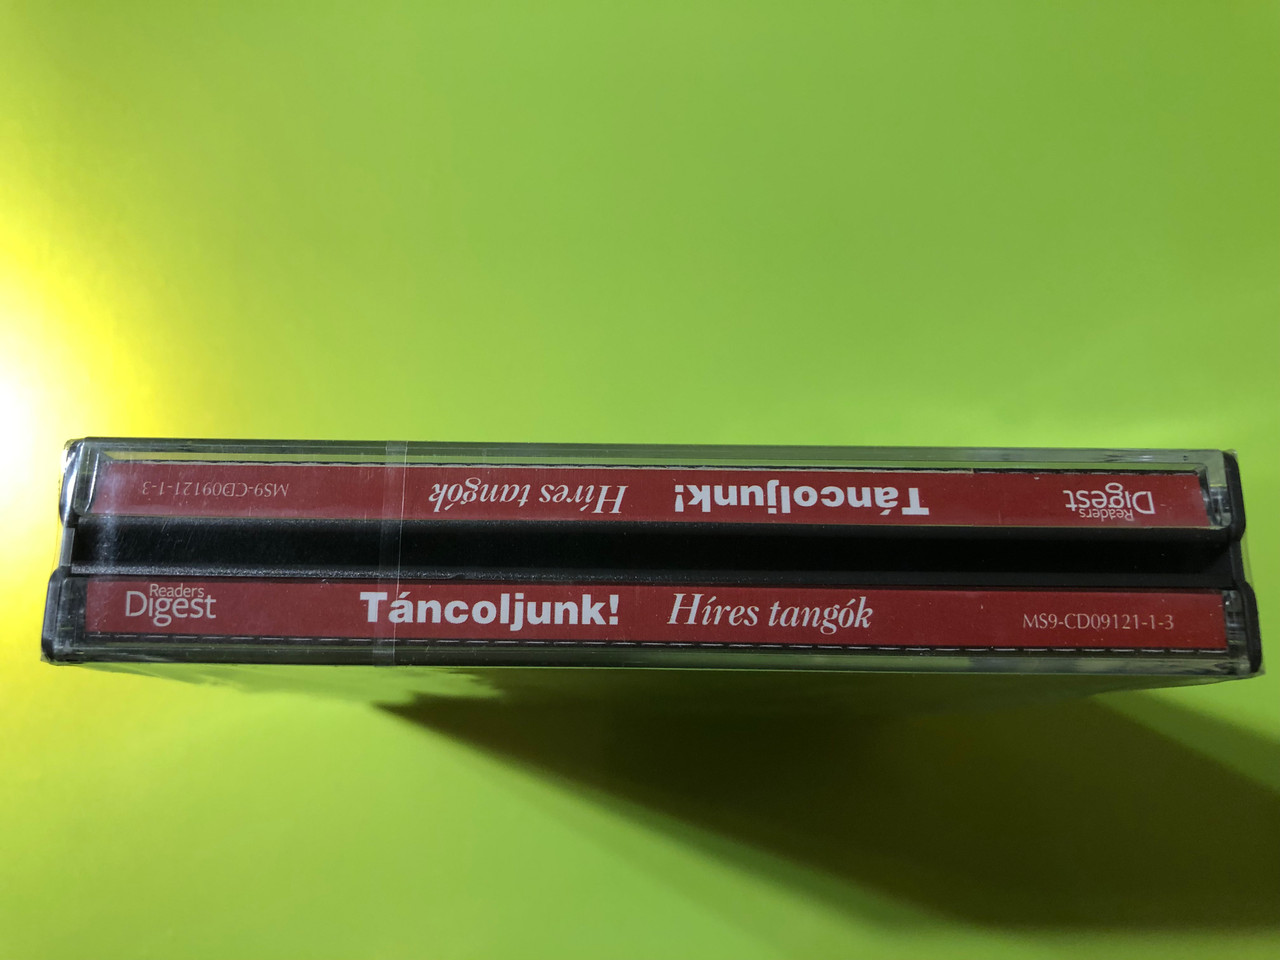 MS9-CD09121-1-3 Híres tangók Táncoljunk! Readers Digest
Readers Digest Táncoljunk! Híres tangók MS9-CD09121-1-3